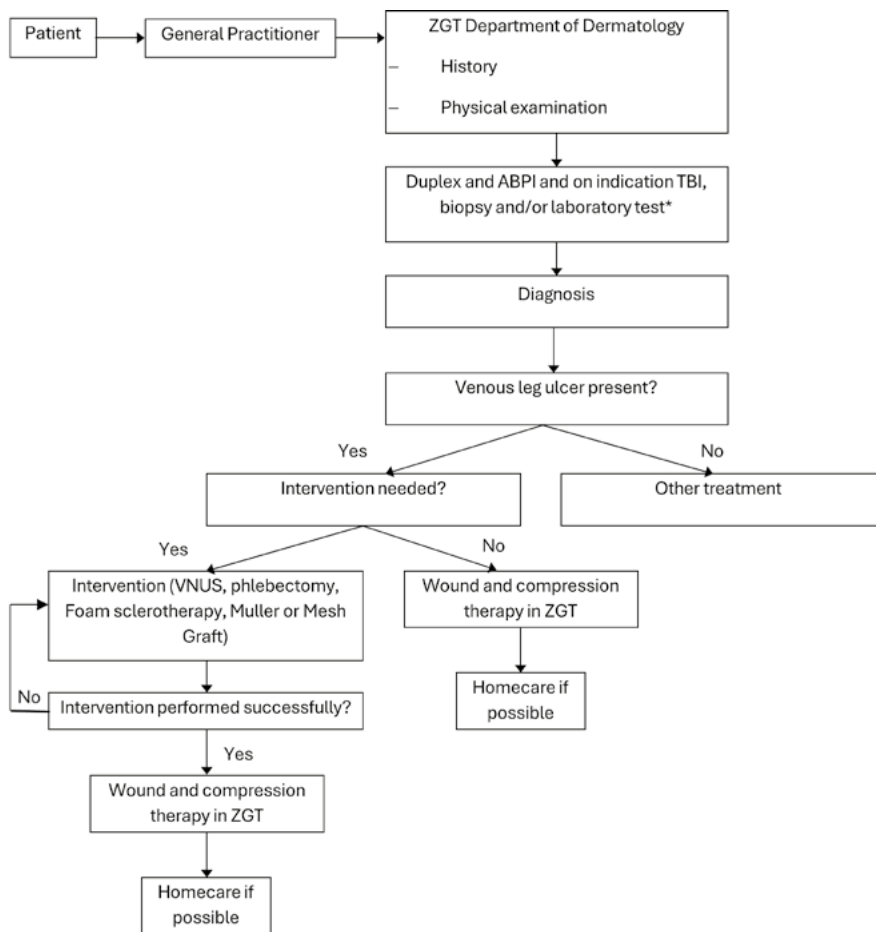 Patient
General Practitioner
ZGT Department of Dermatology
– History
– Physical examination
Duplex and ABPI and on indication TBI,
biopsy and/or laboratory test*
Diagnosis
Venous leg ulcer present?
Yes
No
Intervention needed?
Other treatment
Yes
No
Intervention (VNUS, phlebectomy,
Foam sclerotherapy, Muller or Mesh
Graft)
Wound and compression
therapy in ZGT
No
Intervention performed successfully?
Homecare if
possible
Yes
Wound and compression
therapy in ZGT
Homecare if
possible